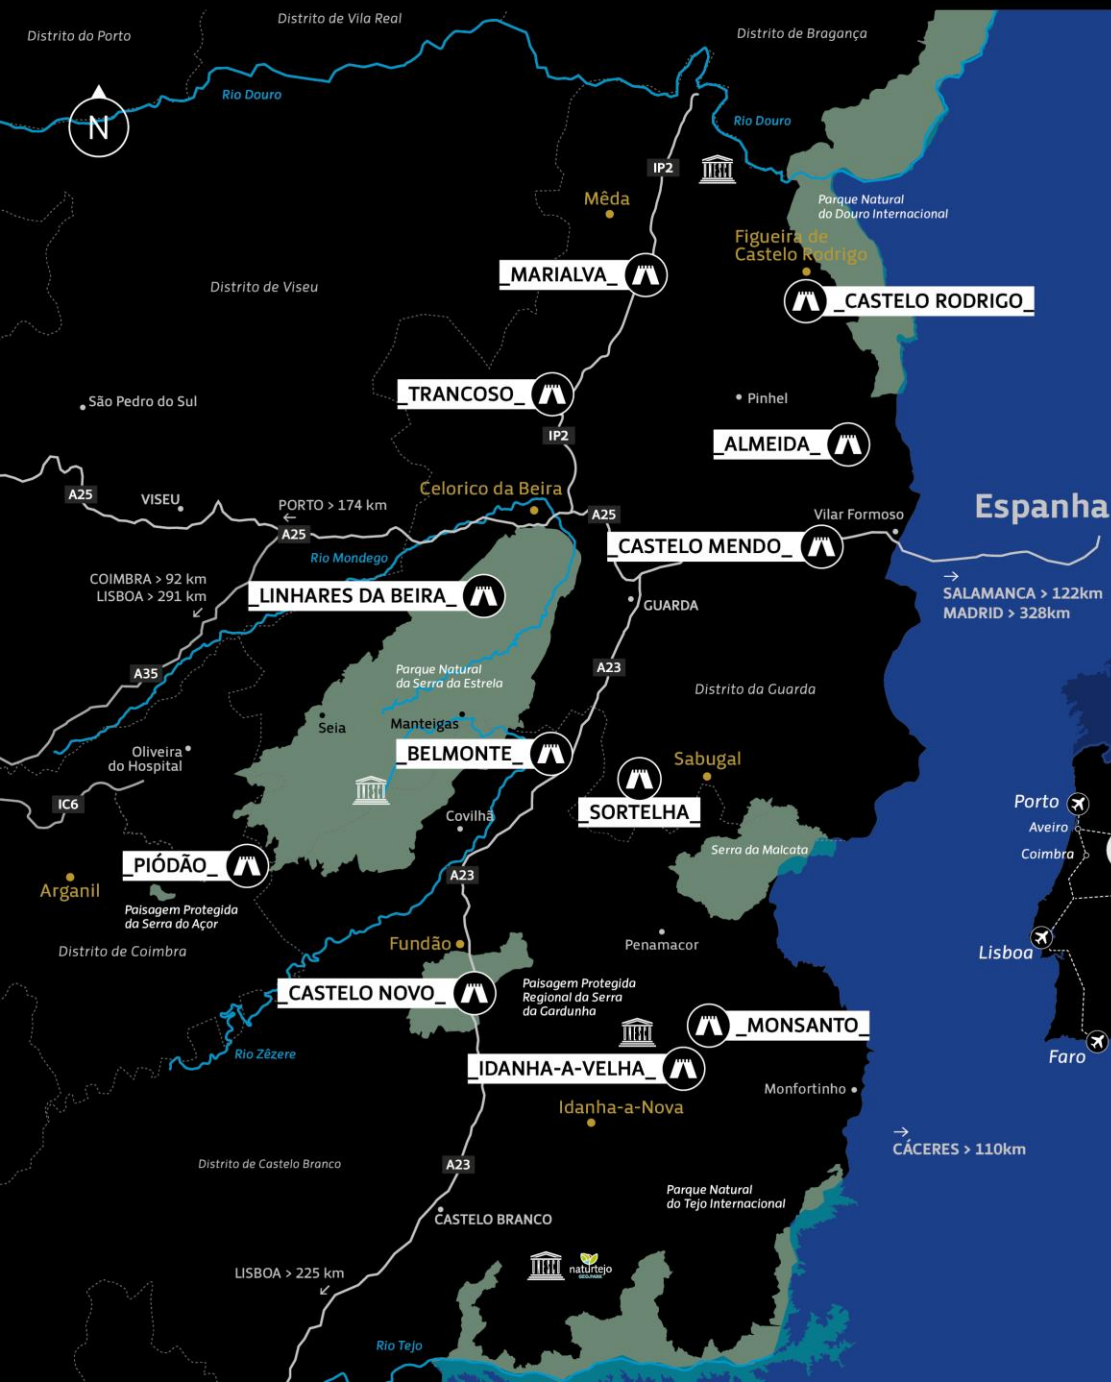 Distrito de Vila Real
Distrito do Porto
Distrito de Bragança
Rio Douro
N
Rio Douro
IP2
Mêda
Parque Natural
do Douro Internacional
Figueira de
Castelo Rodrigo
_MARIALVA_
_CASTELO RODRIGO_
Distrito de Viseu
_TRANCOSO_
São Pedro do Sul
Pinhel
IP2
_ALMEIDA_
Celorico da Beira
A25
VISEU
PORTO > 174 km
←
A25
A25
Vilar Formoso
Espanha
_CASTELO MENDO_
Rio Mondego
COIMBRA > 92 km
LISBOA > 291 km
↙
_LINHARES DA BEIRA_
GUARDA
→
SALAMANCA > 122km
MADRID > 328km
A35
Parque Natural
da Serra da Estrela
A23
Distrito da Guarda
Seia
Manteigas
Oliveira
do Hospital
_BELMONTE_
Sabugal
IC6
_SORTELHA_
Porto
Aveiro
Coimbra
Covilhã
Serra da Malcata
_PIÓDÃO_
A23
Arganil
Paisagem Protegida
da Serra do Açor
Distrito de Coimbra
Fundão
Penamacor
Lisboa
_CASTELO NOVO_
Paisagem Protegida
Regional da Serra
da Gardunha
_MONSANTO_
Rio Zêzere
_IDANHA-A-VELHA_
Faro
Monfortinho
Idanha-a-Nova
→
CÁCERES > 110km
Distrito de Castelo Branco
A23
Parque Natural
do Tejo Internacional
CASTELO BRANCO
naturtejo
GEOPARK
LISBOA > 225 km
↙
Rio Tejo